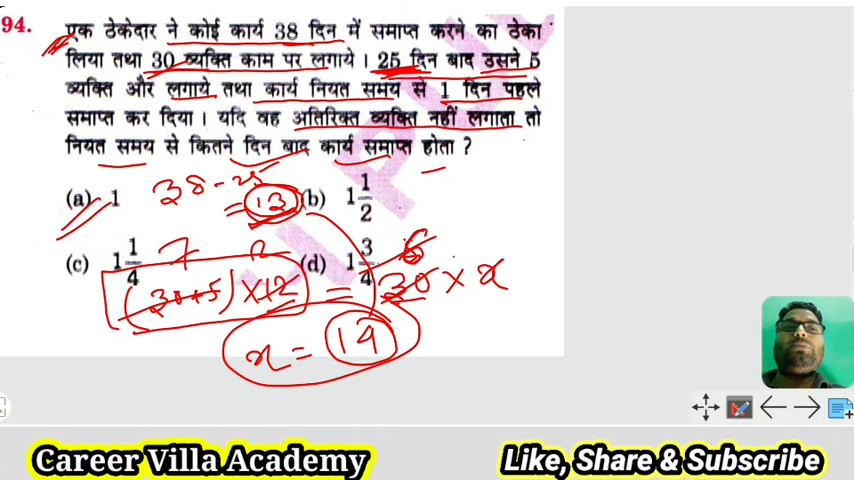 94. एक ठेकेदार ने कोई कार्य 38 दिन में समाप्त करने का ठेका
लिया तथा 30 व्यक्ति काम पर लगाये। 25 दिन बाद उसने 5
व्यक्ति और लगाये तथा कार्य नियत समय से 1 दिन पहले
समाप्त कर दिया। यदि वह अतिरिक्त व्यक्ति नहीं लगाता तो
नियत समय से कितने दिन बाद कार्य समाप्त होता ?
38 - 25
(a) 1 = 13 (b) 1 1/2
7 2 6
(c) 1 1/4 (d) 1 3/4
(30+5) × 12 = 30 × x
x = 14
Career Villa Academy Like, Share & Subscribe